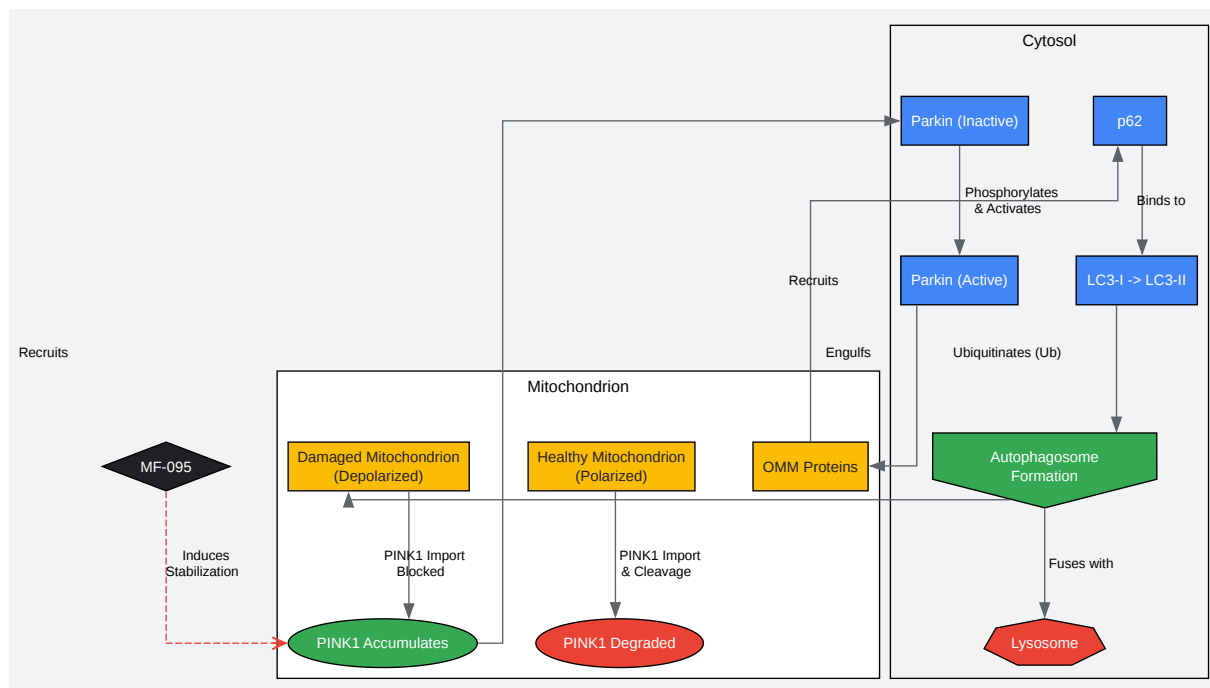 Cytosol
Parkin (Inactive)
p62
Phosphorylates
& Activates
Binds to
Recruits
Parkin (Active)
LC3-I -> LC3-II
Recruits
Engulfs
Ubiquitinates (Ub)
Mitochondrion
MF-095
Damaged Mitochondrion
(Depolarized)
Healthy Mitochondrion
(Polarized)
OMM Proteins
Autophagosome
Formation
Induces
Stabilization
PINK1 Import
Blocked
PINK1 Import
& Cleavage
Fuses with
PINK1 Accumulates
PINK1 Degraded
Lysosome